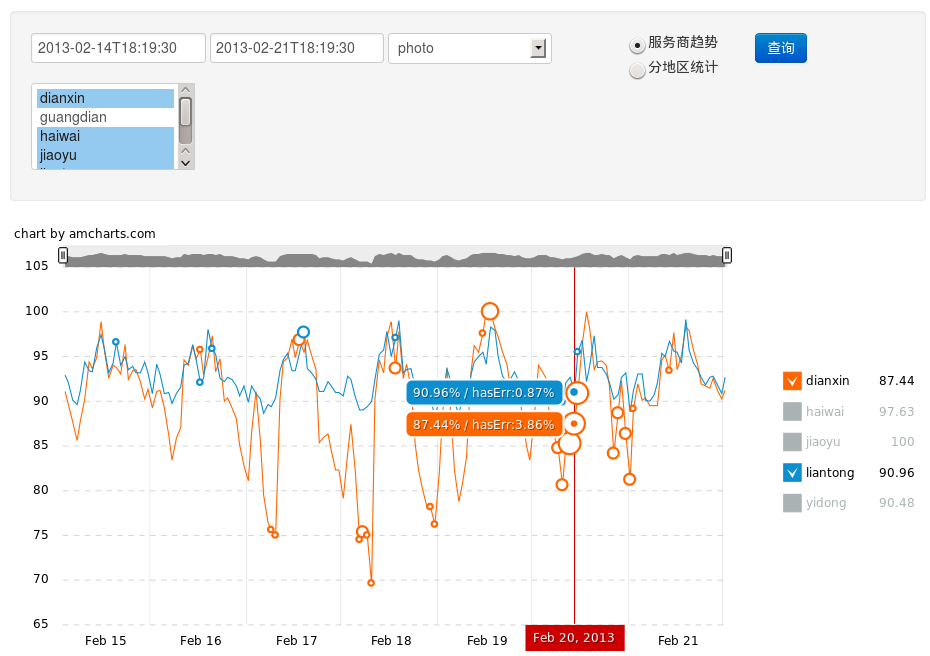 2013-02-14T18:19:30 2013-02-21T18:19:30 photo 服务商趋势 查询
分地区统计
dianxin
guangdian
haiwai
jiaoyu
chart by amcharts.com
105
100
95
90
85
80
75
70
65
90.96% / hasErr:0.87%
87.44% / hasErr:3.86%
dianxin 87.44
haiwai 97.63
jiaoyu 100
liantong 90.96
yidong 90.48
Feb 15 Feb 16 Feb 17 Feb 18 Feb 19 Feb 20, 2013 Feb 21